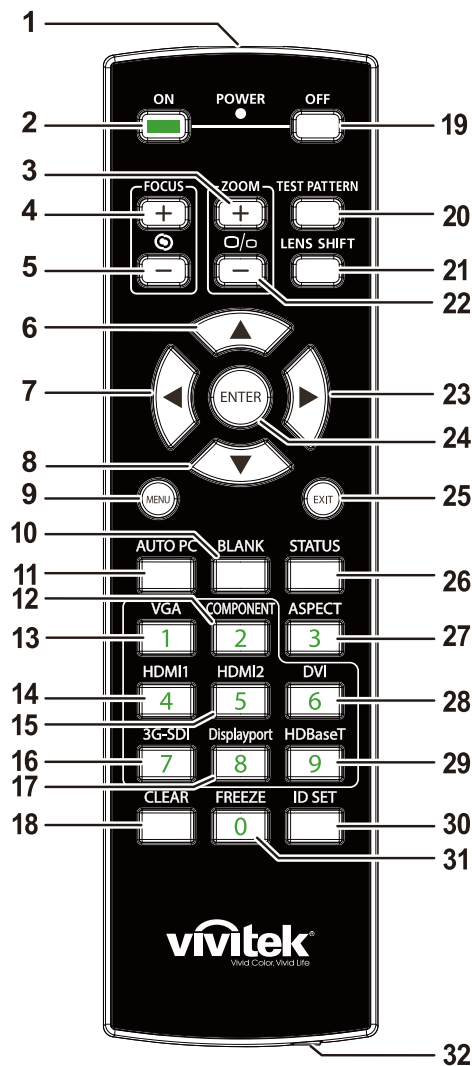 1
ON POWER OFF
2 19
3 FOCUS ZOOM TEST PATTERN
4 + + 20
LENS SHIFT
5 − − 21
22
6
7 ENTER 23
24
8
9 MENU EXIT 25
10
AUTO PC BLANK STATUS
11 26
12
VGA COMPONENT ASPECT
13 1 2 3 27
HDMI1 HDMI2 DVI
14 4 5 6 28
15
3G-SDI Displayport HDBaseT
16 7 8 9 29
17
CLEAR FREEZE ID SET
18 0 30
31
vivitek®
Vivid Color, Vivid Life
32